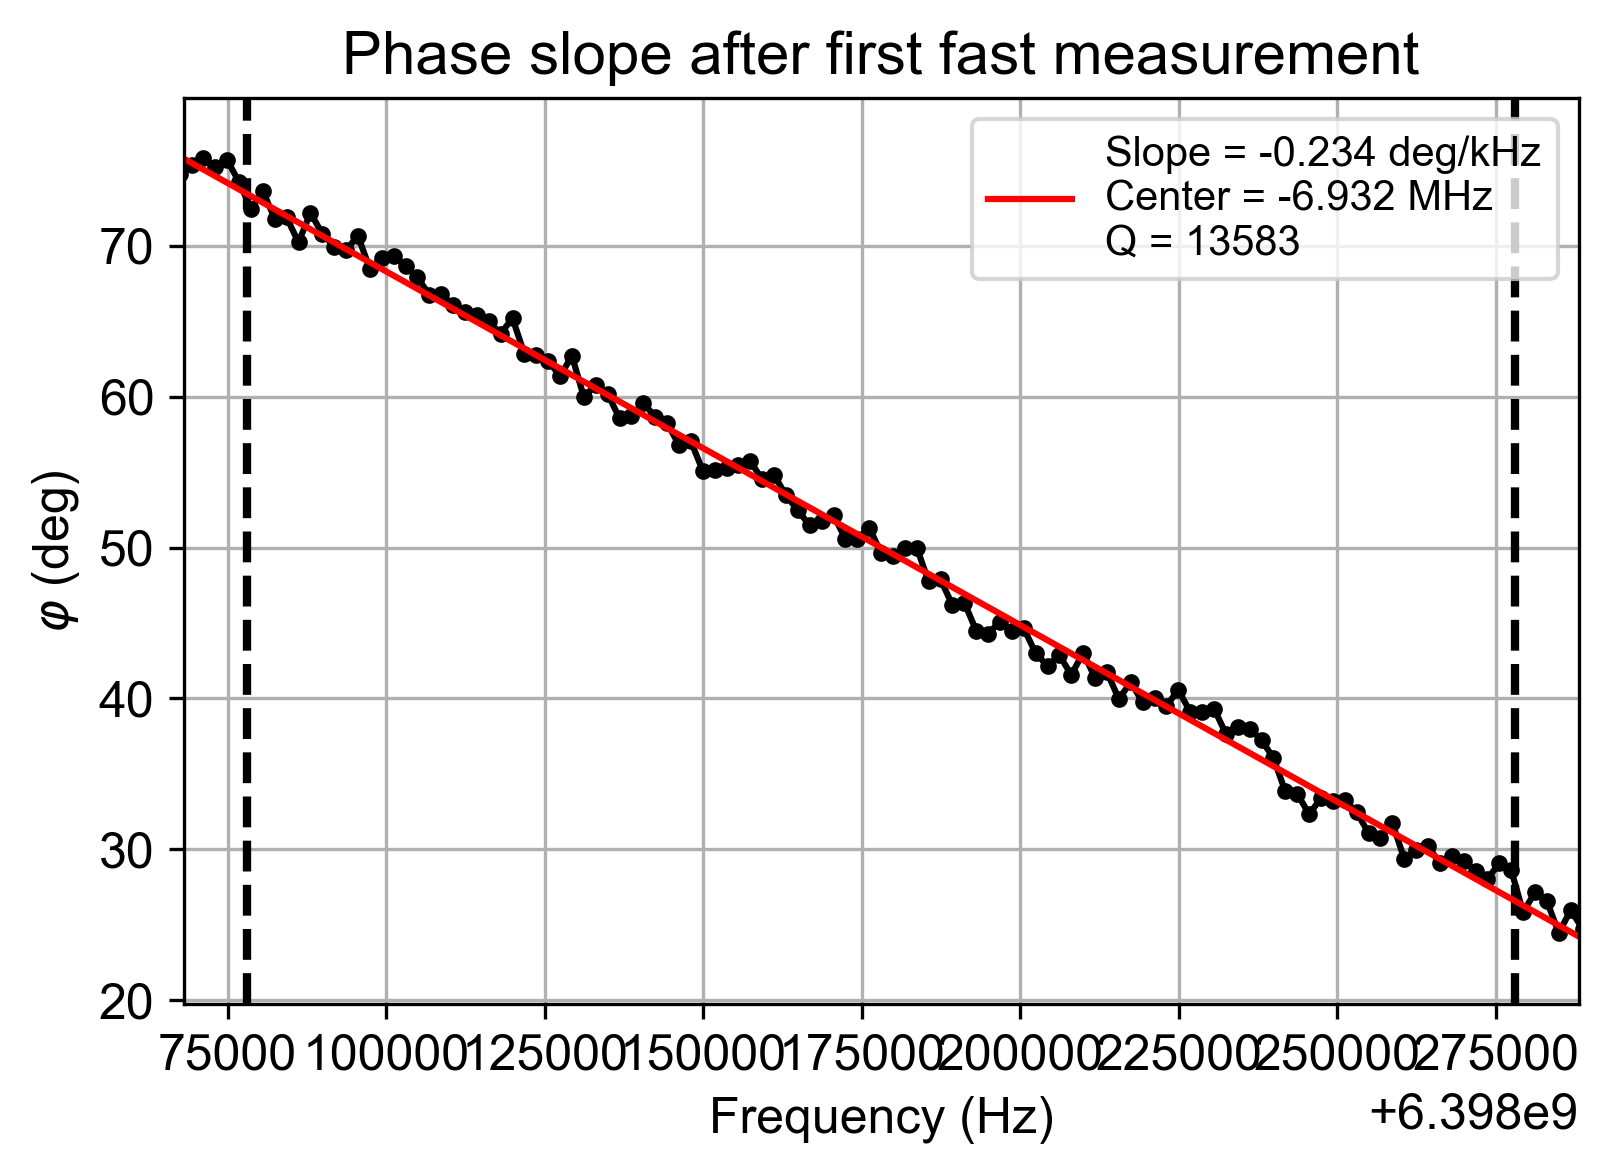 Phase slope after first fast measurement
Slope = -0.234 deg/kHz
Center = -6.932 MHz
Q = 13583
φ (deg)
70
60
50
40
30
20
75000 100000 125000 150000 175000 200000 225000 250000 275000
Frequency (Hz)
+6.398e9